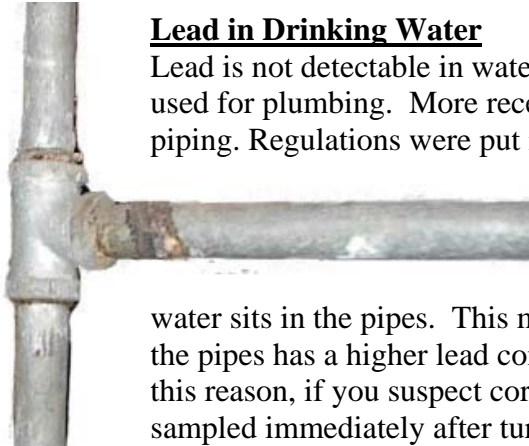 Lead in Drinking Water
Lead is not detectable in wate
used for plumbing. More rece
piping. Regulations were put
water sits in the pipes. This
the pipes has a higher lead co
this reason, if you suspect cor
sampled immediately after tu